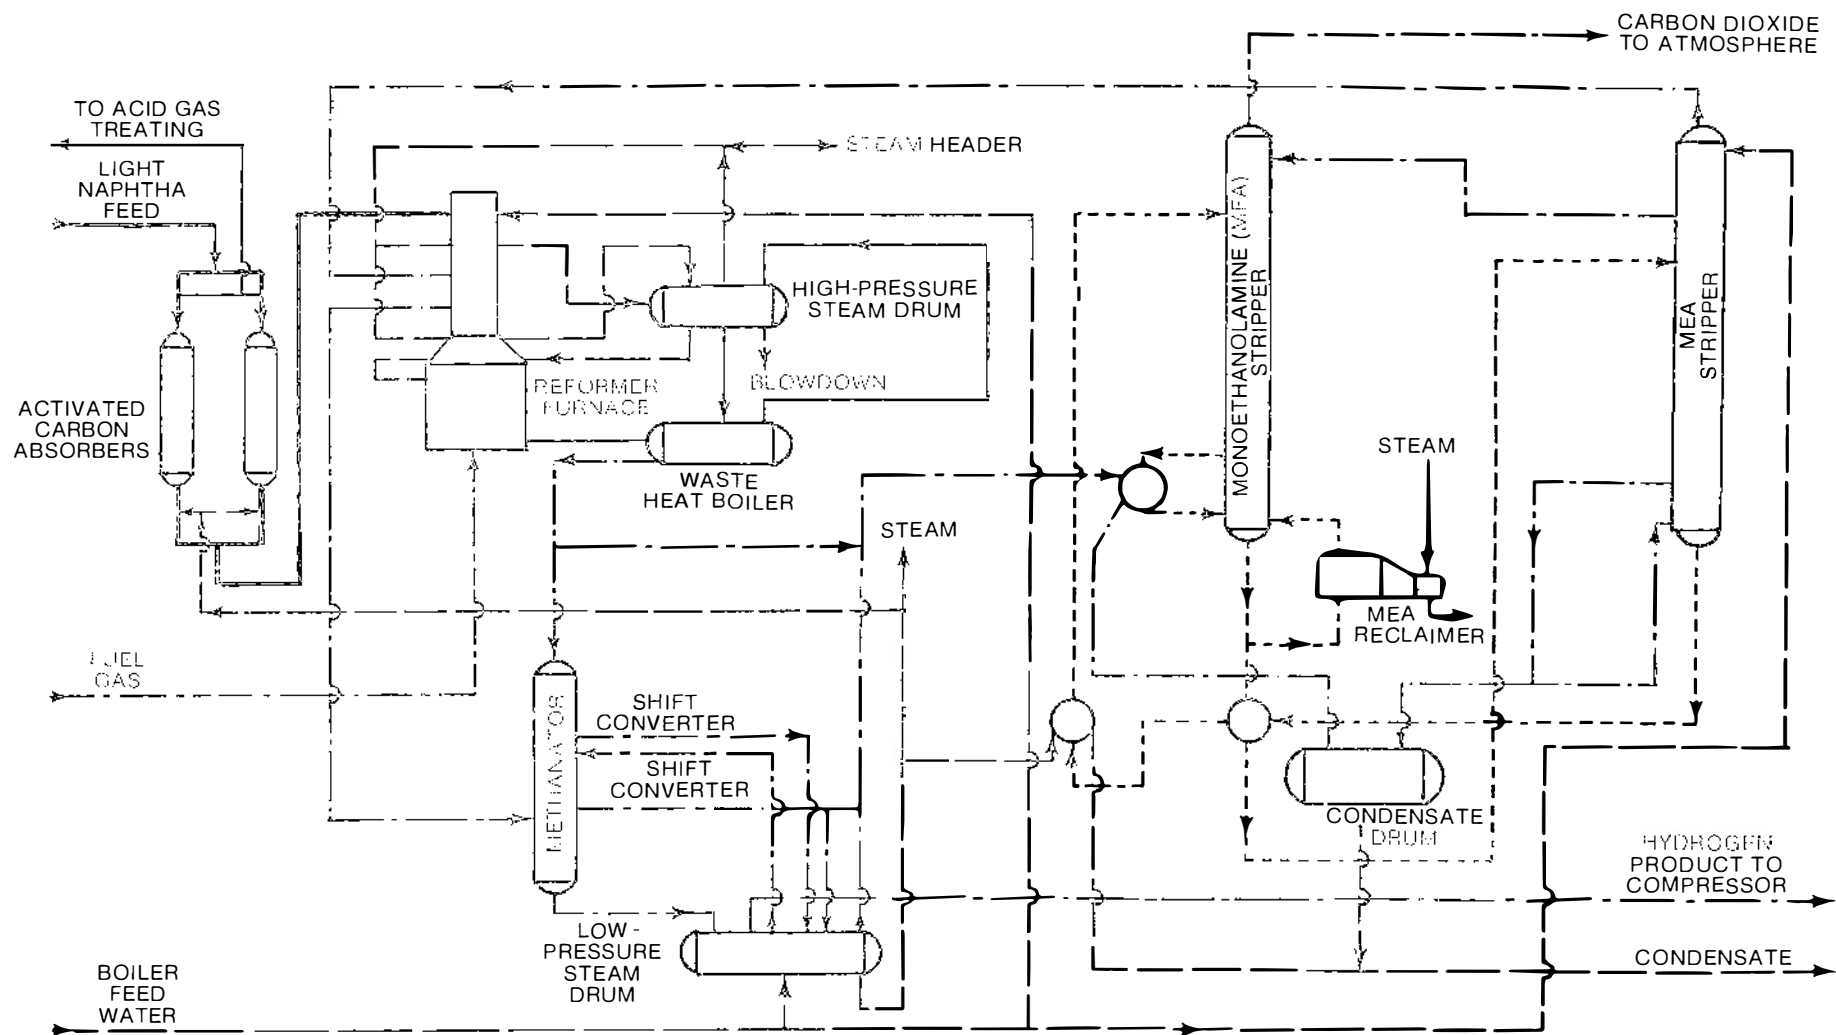 CARBON DIOXIDE
TO ATMOSPHERE
TO ACID GAS
TREATING
STEAM HEADER
LIGHT
NAPHTHA
FEED
MONOETHANOLAMINE (MEA)
STRIPPER
MEA
STRIPPER
HIGH-PRESSURE
STEAM DRUM
BLOWDOWN
REFORMER
FURNACE
ACTIVATED
CARBON
ABSORBERS
WASTE
HEAT BOILER
STEAM
STEAM
MEA
RECLAIMER
FUEL
GAS
METHANATOR
SHIFT
CONVERTER
SHIFT
CONVERTER
CONDENSATE
DRUM
HYDROGEN
PRODUCT TO
COMPRESSOR
LOW-
PRESSURE
STEAM
DRUM
CONDENSATE
BOILER
FEED
WATER